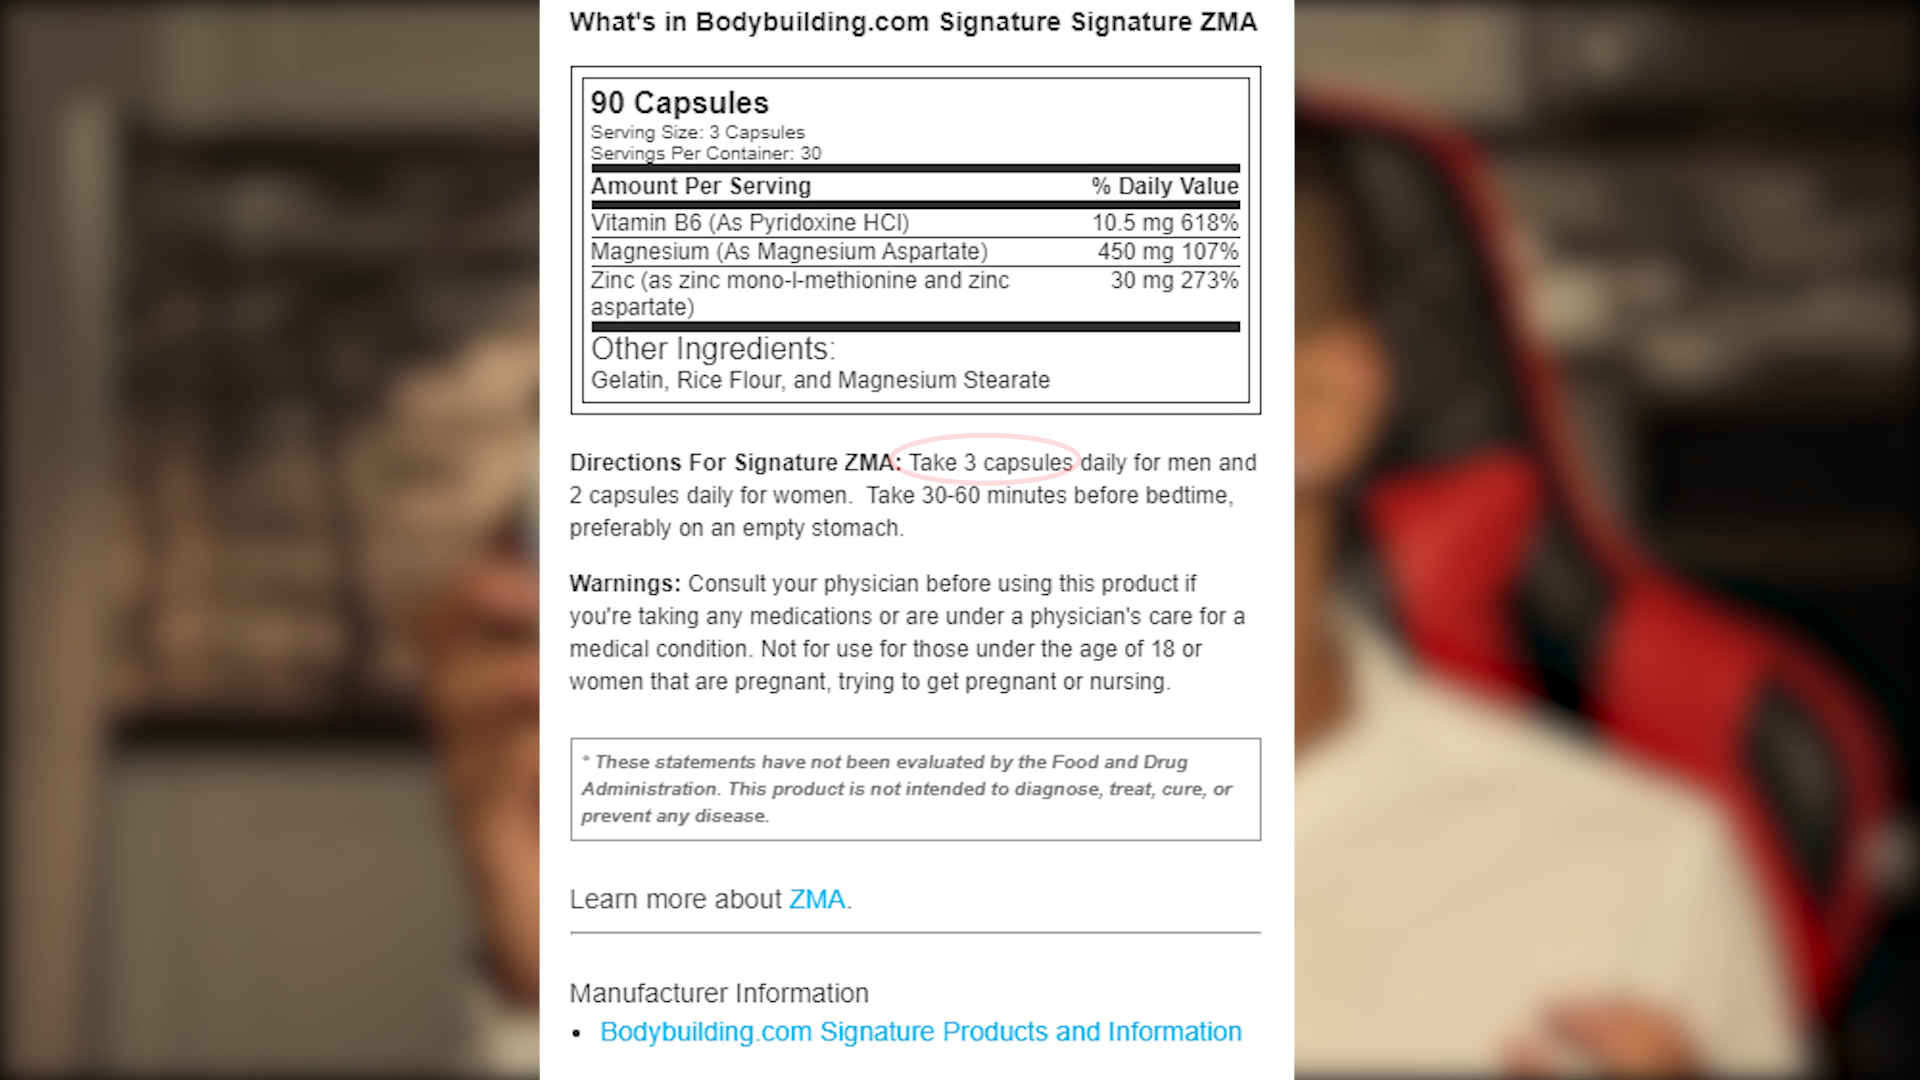 What's in Bodybuilding.com Signature Signature ZMA
90 Capsules
Serving Size: 3 Capsules
Servings Per Container: 30
Amount Per Serving % Daily Value
Vitamin B6 (As Pyridoxine HCl) 10.5 mg 618%
Magnesium (As Magnesium Aspartate) 450 mg 107%
Zinc (as zinc mono-l-methionine and zinc 30 mg 273%
aspartate)
Other Ingredients:
Gelatin, Rice Flour, and Magnesium Stearate
Directions For Signature ZMA: Take 3 capsules daily for men and
2 capsules daily for women. Take 30-60 minutes before bedtime,
preferably on an empty stomach.
Warnings: Consult your physician before using this product if
you're taking any medications or are under a physician's care for a
medical condition. Not for use for those under the age of 18 or
women that are pregnant, trying to get pregnant or nursing.
* These statements have not been evaluated by the Food and Drug
Administration. This product is not intended to diagnose, treat, cure, or
prevent any disease.
Learn more about ZMA.
Manufacturer Information
• Bodybuilding.com Signature Products and Information